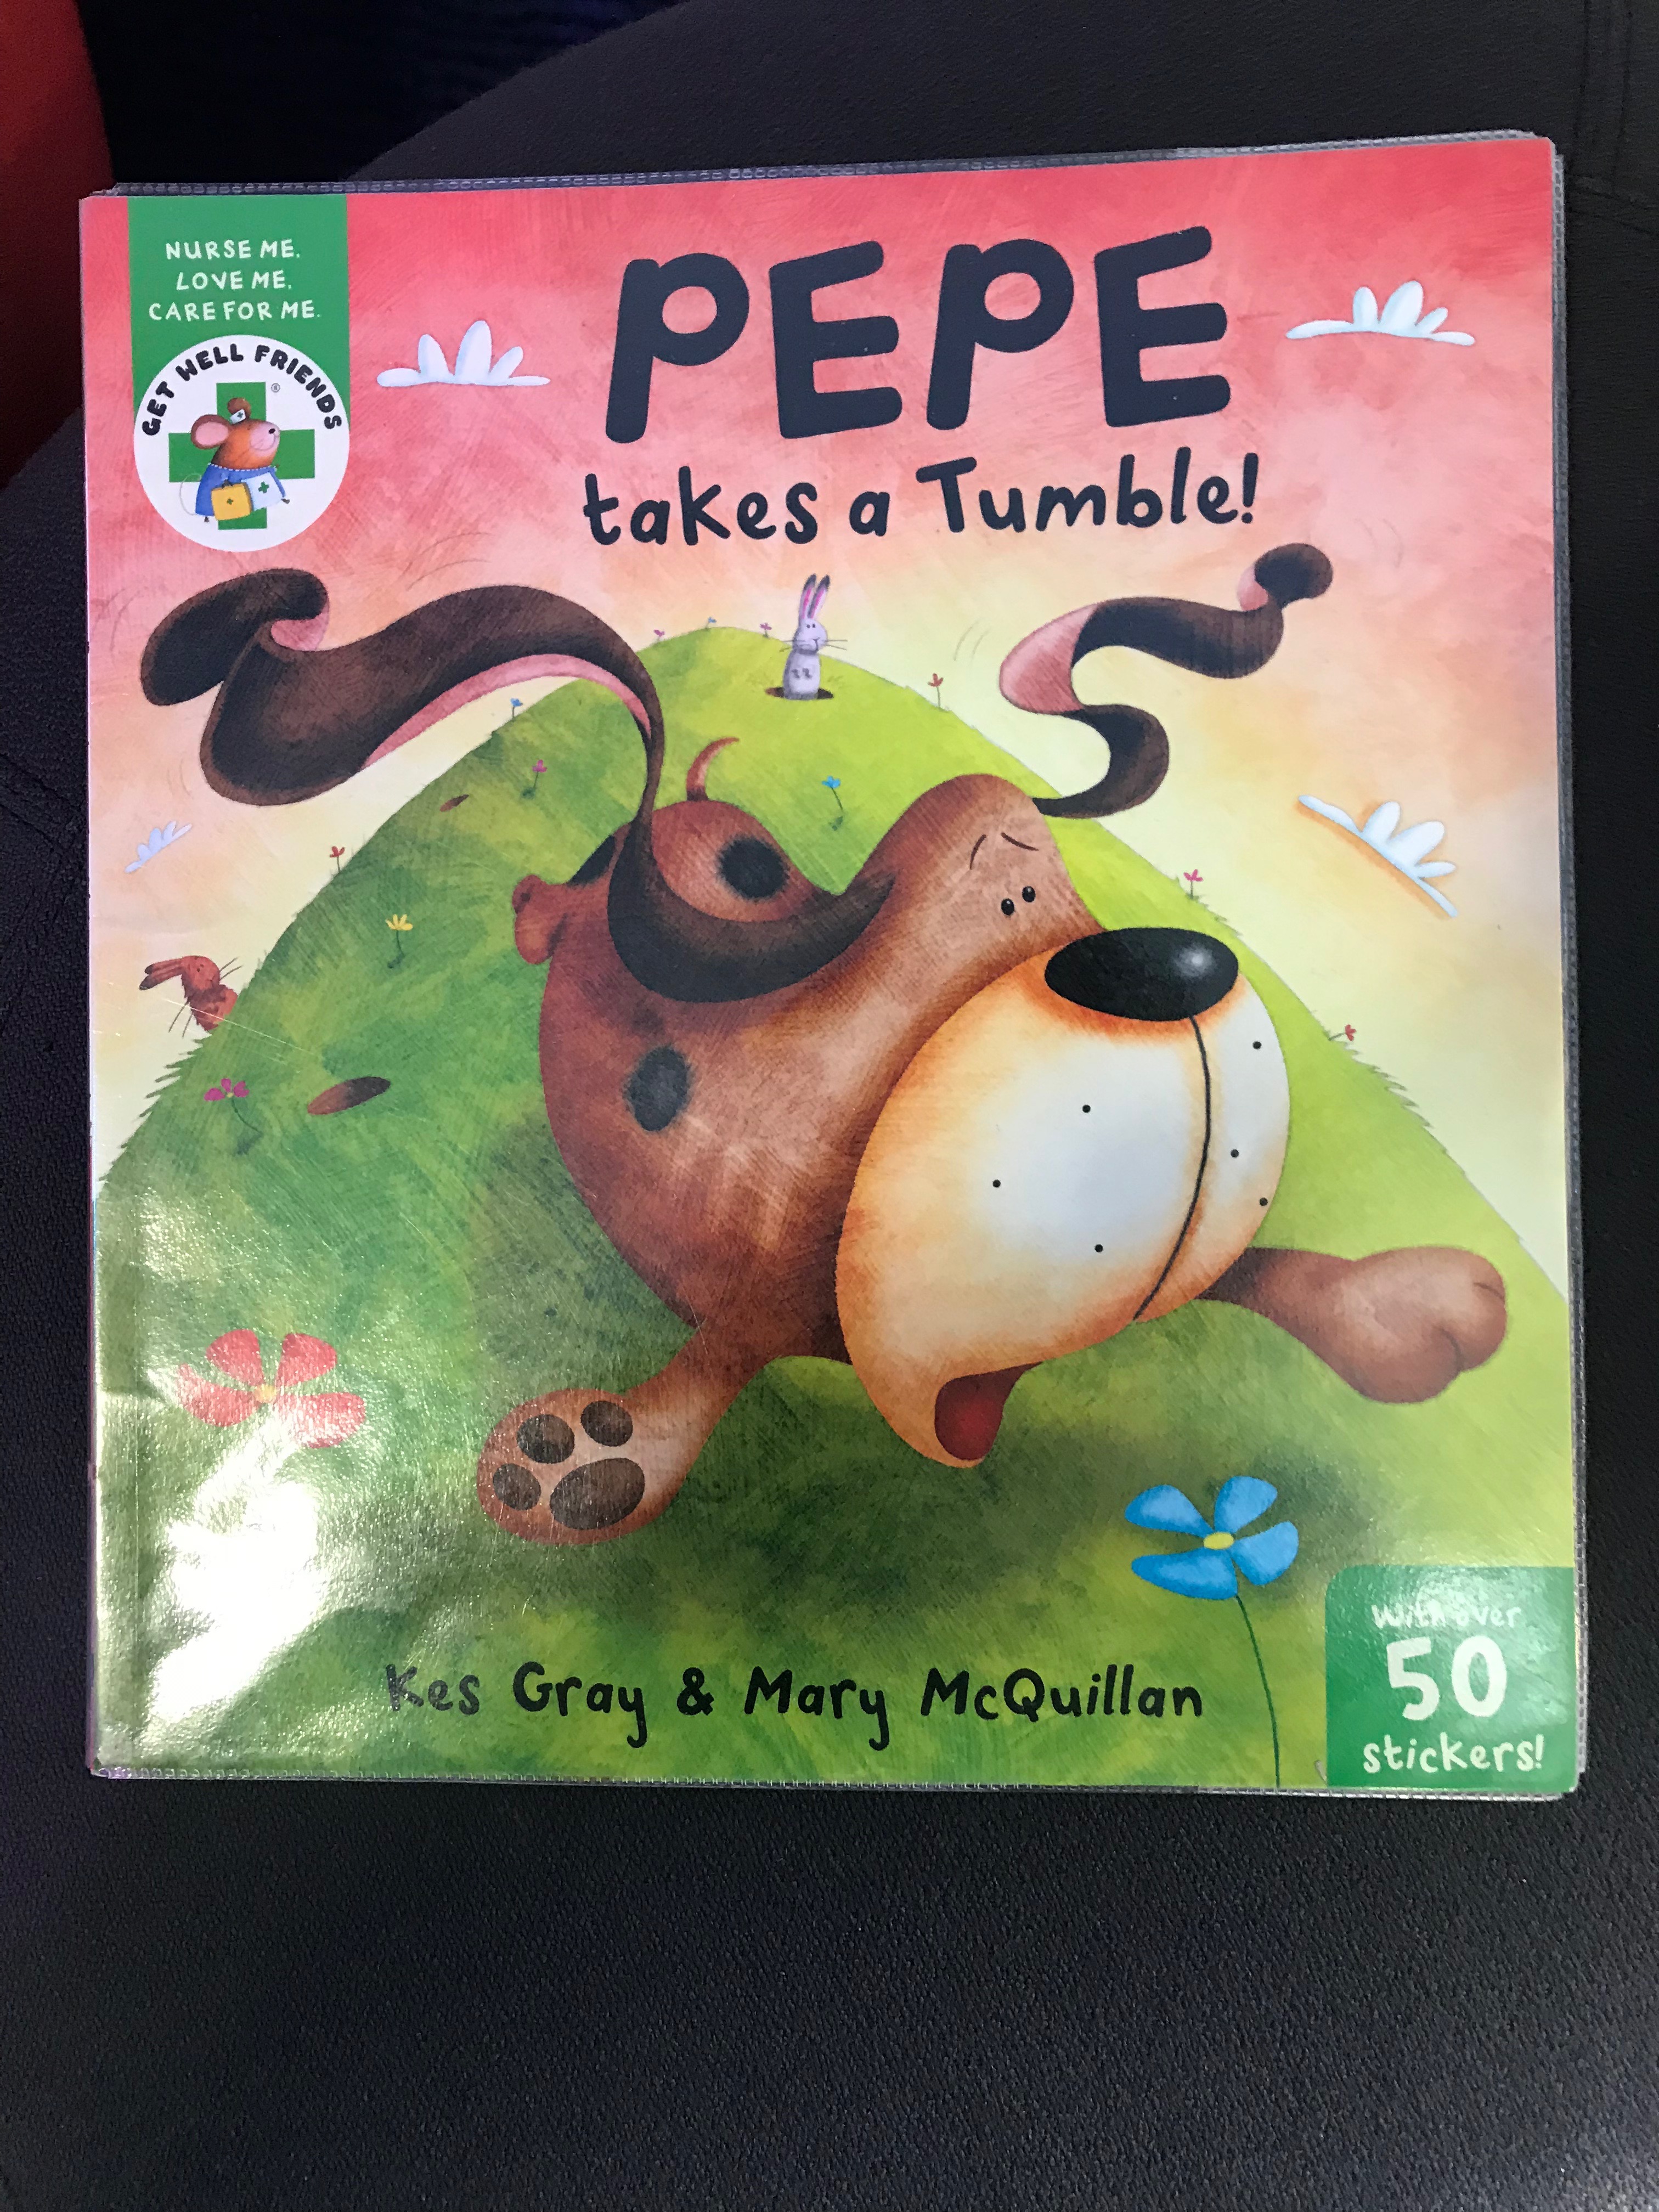 NURSE ME,
LOVE ME,
CARE FOR ME.
GET WELL FRIENDS
®
PEPE
takes a Tumble!
Kes Gray & Mary McQuillan
With over
50
stickers!